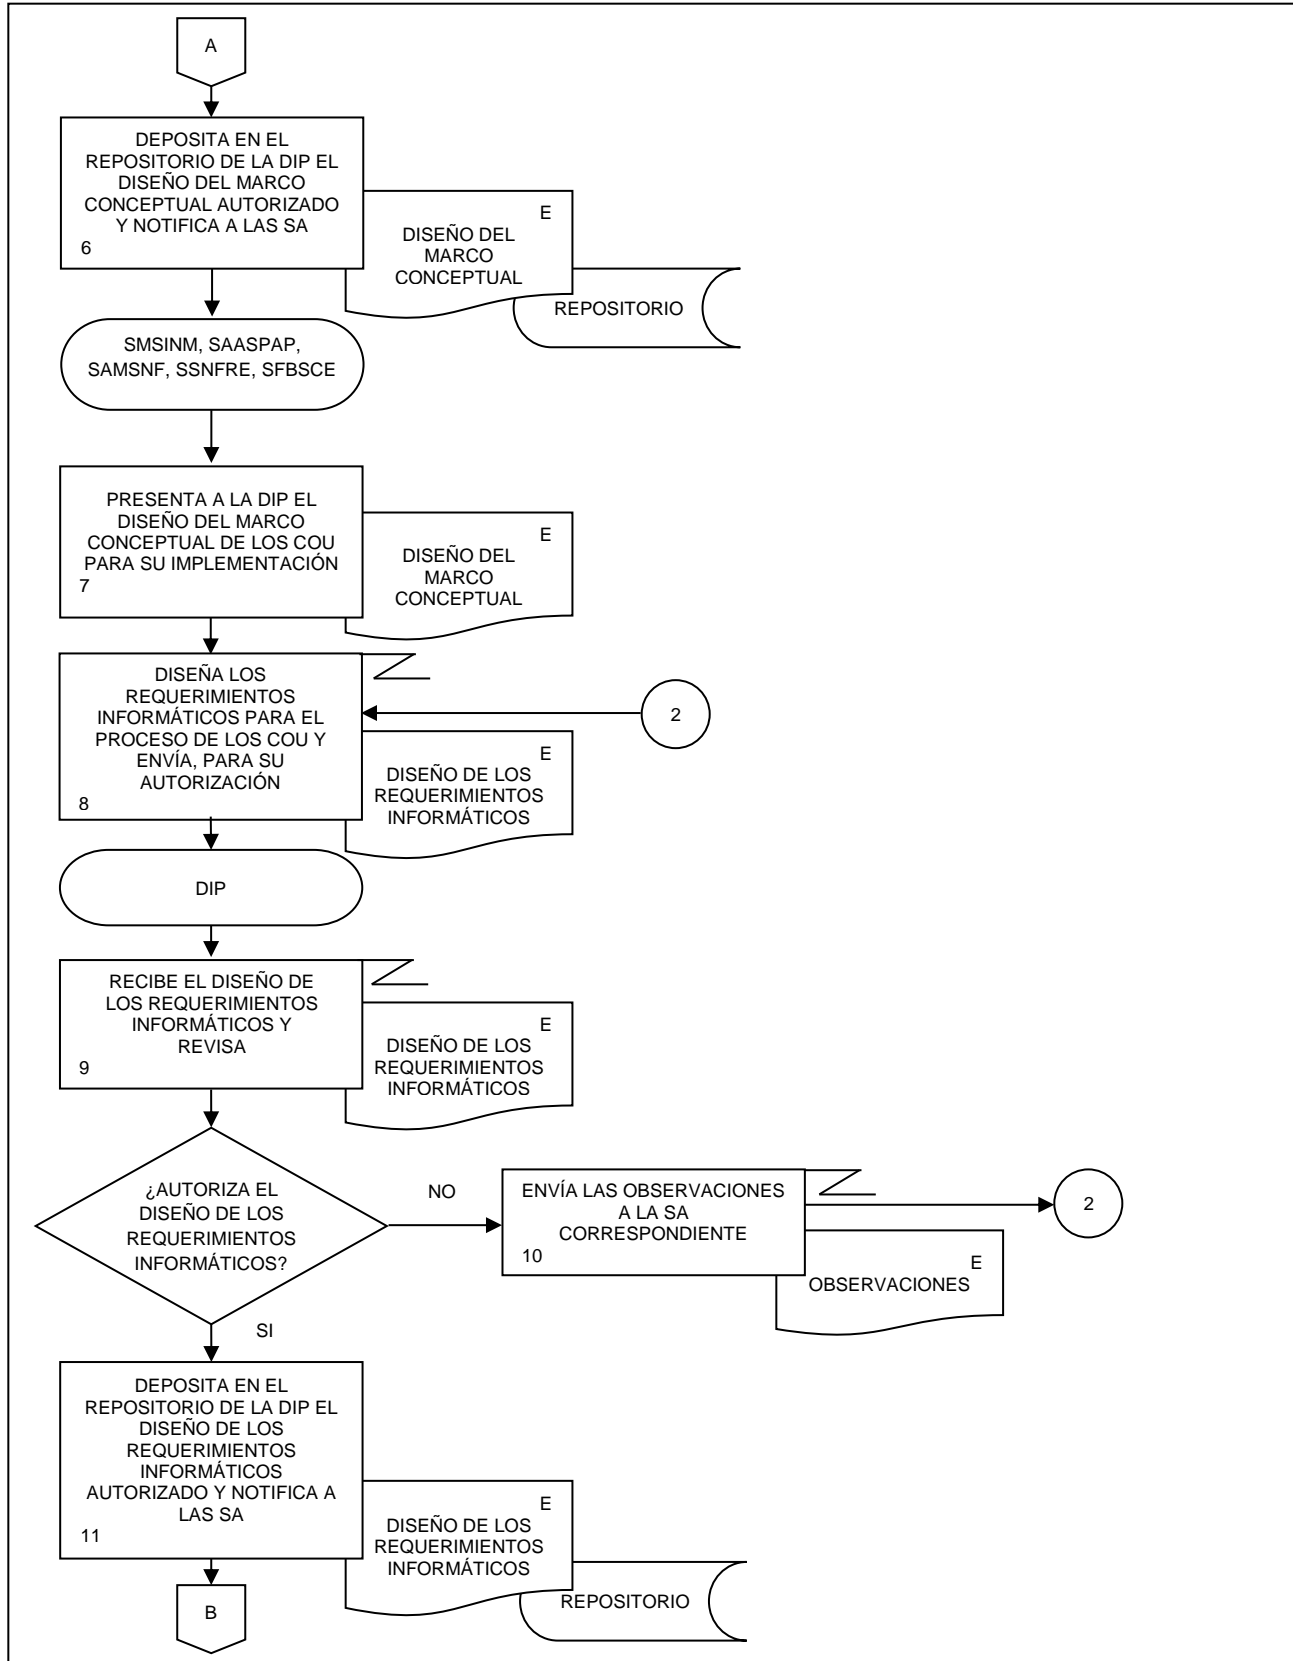 A
DEPOSITA EN EL
REPOSITORIO DE LA DIP EL
DISEÑO DEL MARCO
CONCEPTUAL AUTORIZADO
Y NOTIFICA A LAS SA
6
E
DISEÑO DEL
MARCO
CONCEPTUAL
REPOSITORIO
SMSINM, SAASPAP,
SAMSNF, SSNFRE, SFBSCE
PRESENTA A LA DIP EL
DISEÑO DEL MARCO
CONCEPTUAL DE LOS COU
PARA SU IMPLEMENTACIÓN
7
E
DISEÑO DEL
MARCO
CONCEPTUAL
DISEÑA LOS
REQUERIMIENTOS
INFORMÁTICOS PARA EL
PROCESO DE LOS COU Y
ENVÍA, PARA SU
AUTORIZACIÓN
8
2
E
DISEÑO DE LOS
REQUERIMIENTOS
INFORMÁTICOS
DIP
RECIBE EL DISEÑO DE
LOS REQUERIMIENTOS
INFORMÁTICOS Y
REVISA
9
E
DISEÑO DE LOS
REQUERIMIENTOS
INFORMÁTICOS
¿AUTORIZA EL
DISEÑO DE LOS
REQUERIMIENTOS
INFORMÁTICOS?
NO
ENVÍA LAS OBSERVACIONES
A LA SA
CORRESPONDIENTE
10
2
E
OBSERVACIONES
SI
DEPOSITA EN EL
REPOSITORIO DE LA DIP EL
DISEÑO DE LOS
REQUERIMIENTOS
INFORMÁTICOS
AUTORIZADO Y NOTIFICA A
LAS SA
11
E
DISEÑO DE LOS
REQUERIMIENTOS
INFORMÁTICOS
REPOSITORIO
B